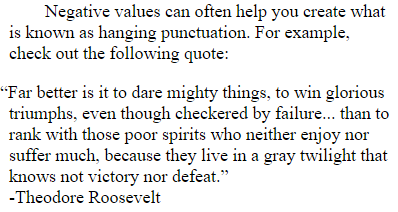 Negative values can often help you create what
is known as hanging punctuation. For example,
check out the following quote:
“Far better is it to dare mighty things, to win glorious
triumphs, even though checkered by failure... than to
rank with those poor spirits who neither enjoy nor
suffer much, because they live in a gray twilight that
knows not victory nor defeat.”
-Theodore Roosevelt